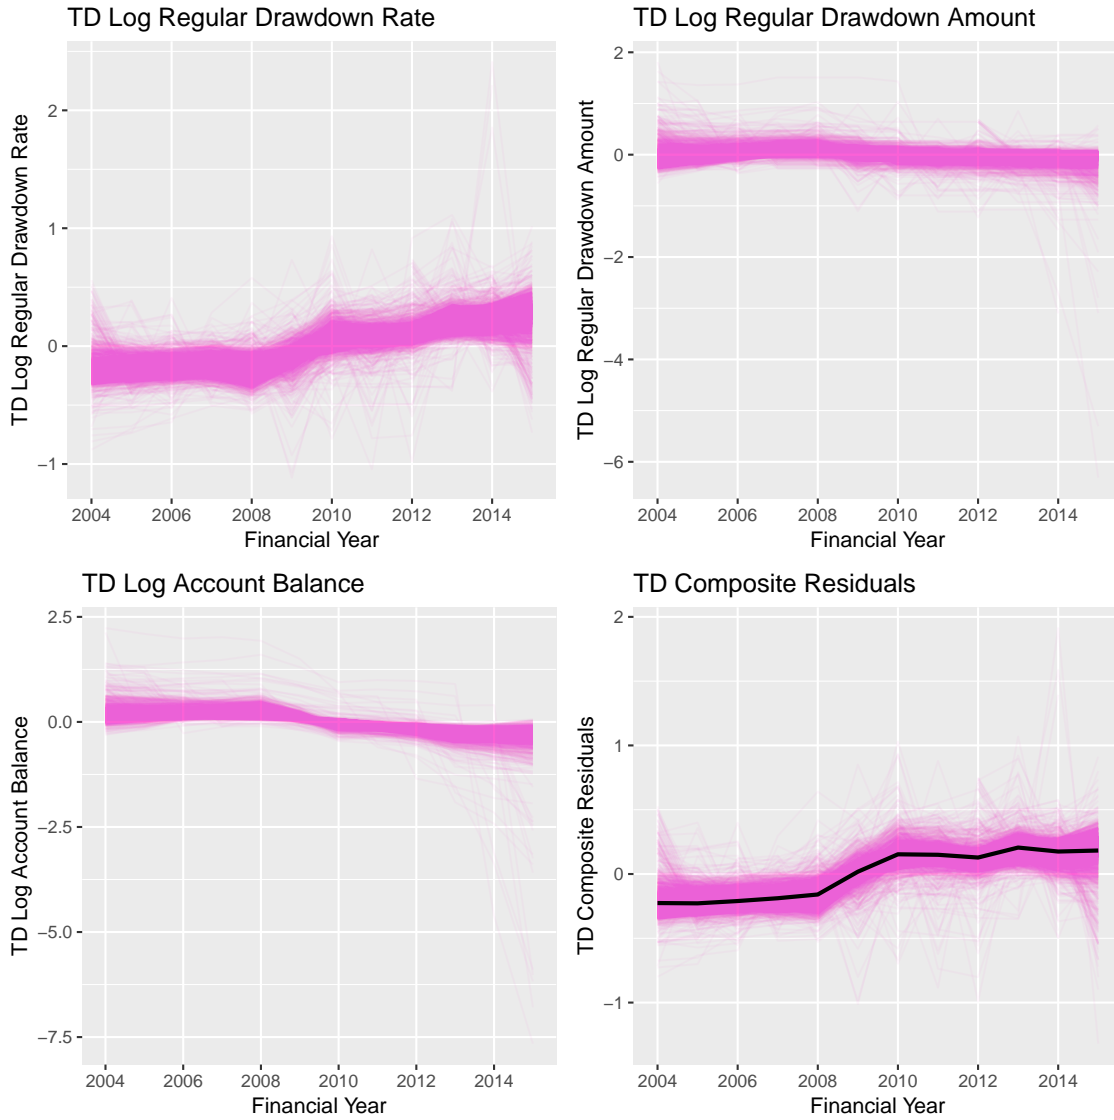 TD Log Regular Drawdown Rate
TD Log Regular Drawdown Rate
2
1
0
−1
2004 2006 2008 2010 2012 2014
Financial Year
TD Log Regular Drawdown Amount
TD Log Regular Drawdown Amount
2
0
−2
−4
−6
2004 2006 2008 2010 2012 2014
Financial Year
TD Log Account Balance
TD Log Account Balance
2.5
0.0
−2.5
−5.0
−7.5
2004 2006 2008 2010 2012 2014
Financial Year
TD Composite Residuals
TD Composite Residuals
2
1
0
−1
2004 2006 2008 2010 2012 2014
Financial Year